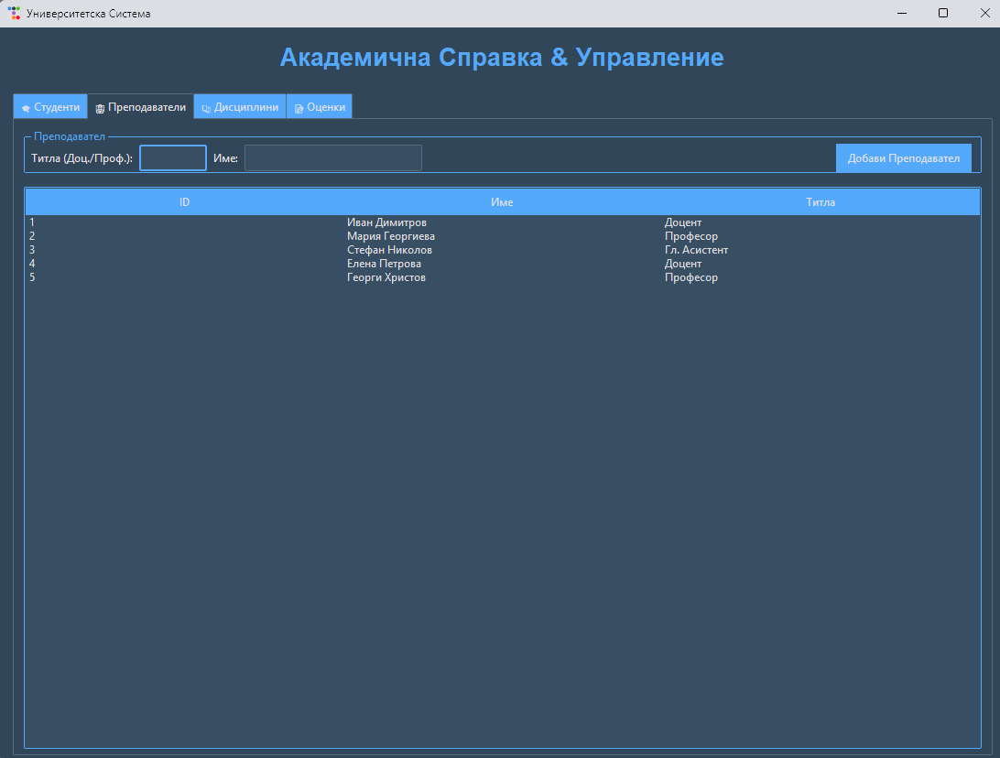 Университетска Система
Академична Справка & Управление
Студенти Преподаватели Дисциплини Оценки
Преподавател
Титла (Доц./Проф.): Име: Добави Преподавател
ID Име Титла
1 Иван Димитров Доцент
2 Мария Георгиева Професор
3 Стефан Николов Гл. Асистент
4 Елена Петрова Доцент
5 Георги Христов Професор